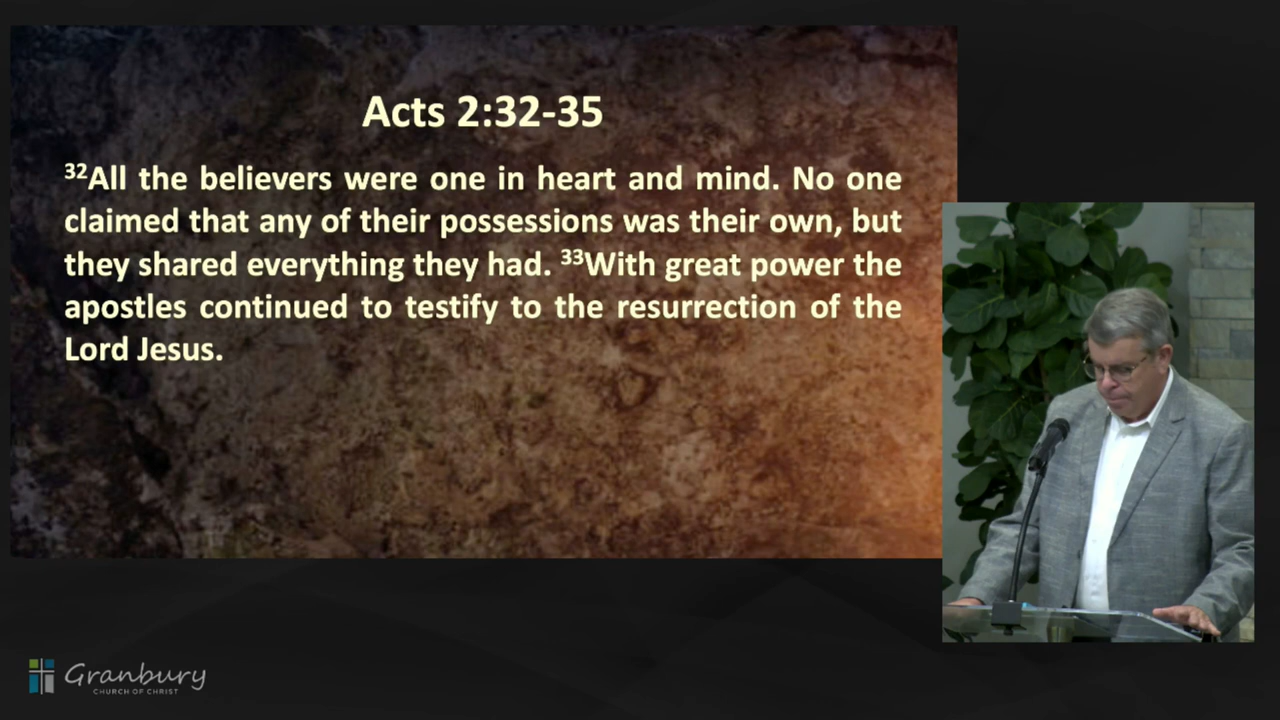 Acts 2:32-35
³²All the believers were one in heart and mind. No one
claimed that any of their possessions was their own, but
they shared everything they had. ³³With great power the
apostles continued to testify to the resurrection of the
Lord Jesus.
Granbury
CHURCH OF CHRIST